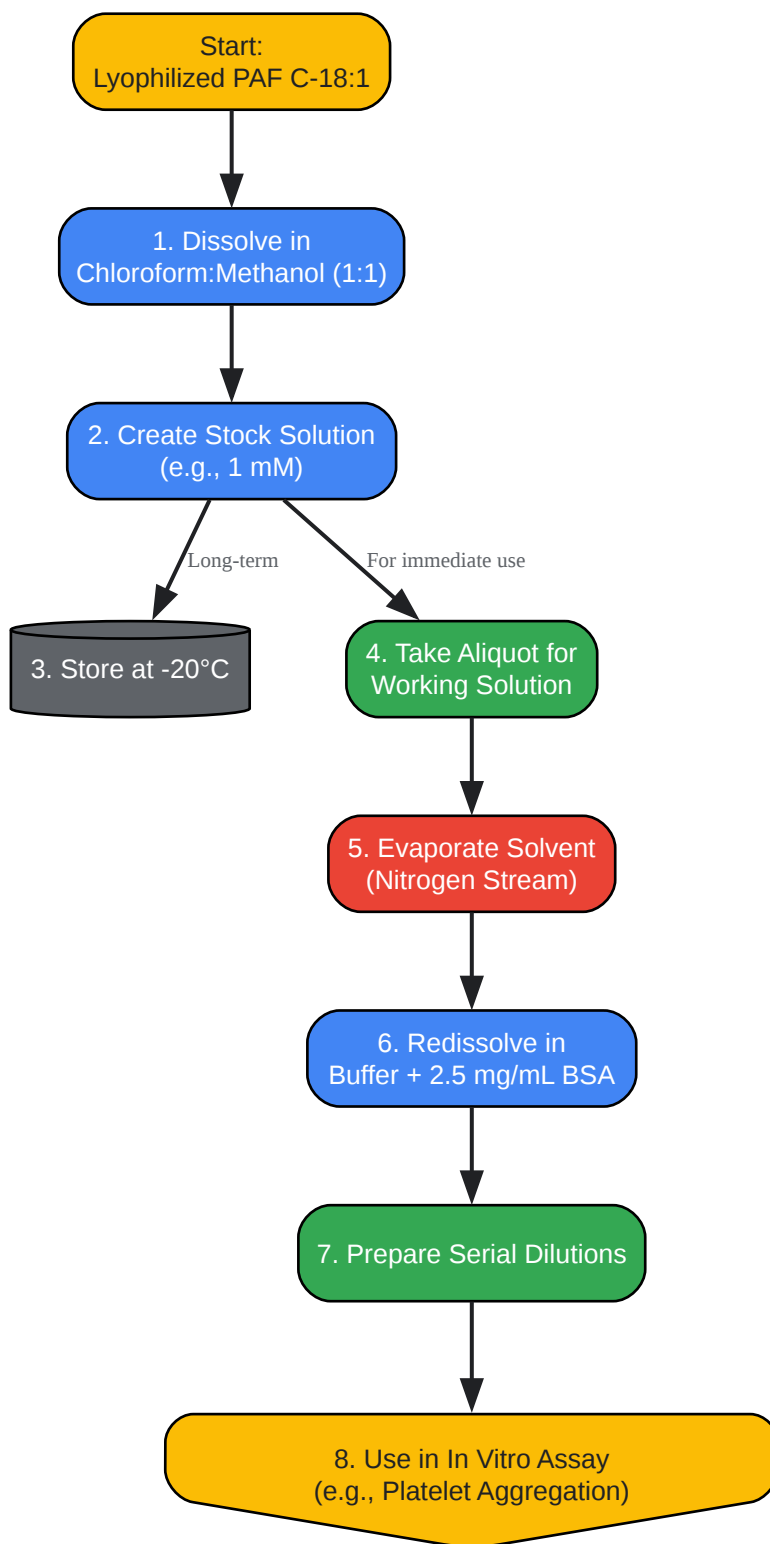 Start:
Lyophilized PAF C-18:1
1. Dissolve in
Chloroform:Methanol (1:1)
2. Create Stock Solution
(e.g., 1 mM)
Long-term
For immediate use
3. Store at -20°C
4. Take Aliquot for
Working Solution
5. Evaporate Solvent
(Nitrogen Stream)
6. Redissolve in
Buffer + 2.5 mg/mL BSA
7. Prepare Serial Dilutions
8. Use in In Vitro Assay
(e.g., Platelet Aggregation)